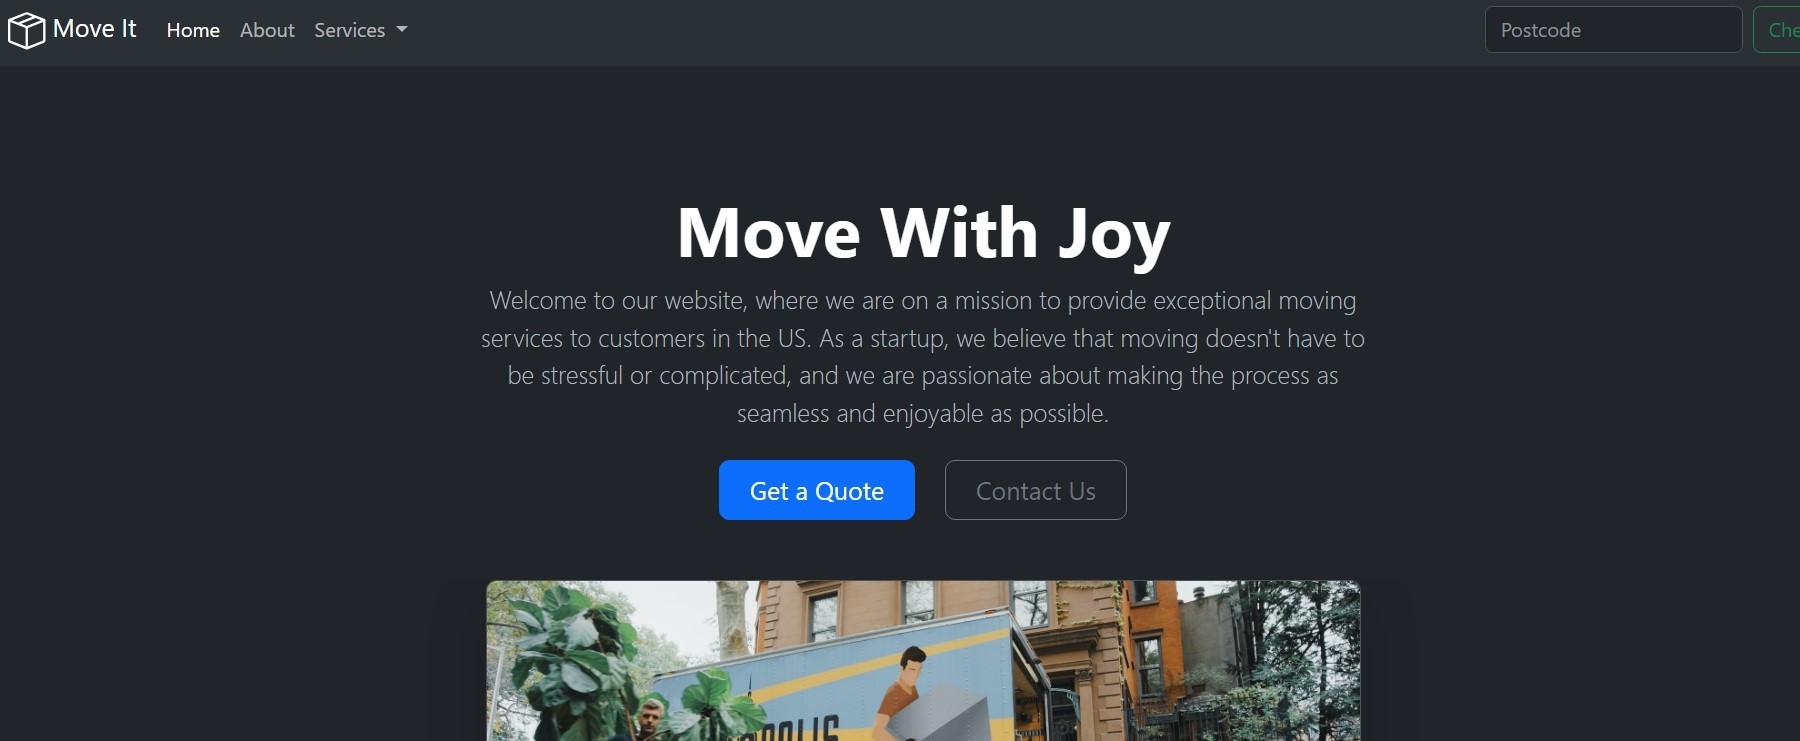 Move It Home About Services Postcode Che
Move With Joy
Welcome to our website, where we are on a mission to provide exceptional moving
services to customers in the US. As a startup, we believe that moving doesn't have to
be stressful or complicated, and we are passionate about making the process as
seamless and enjoyable as possible.
Get a Quote Contact Us